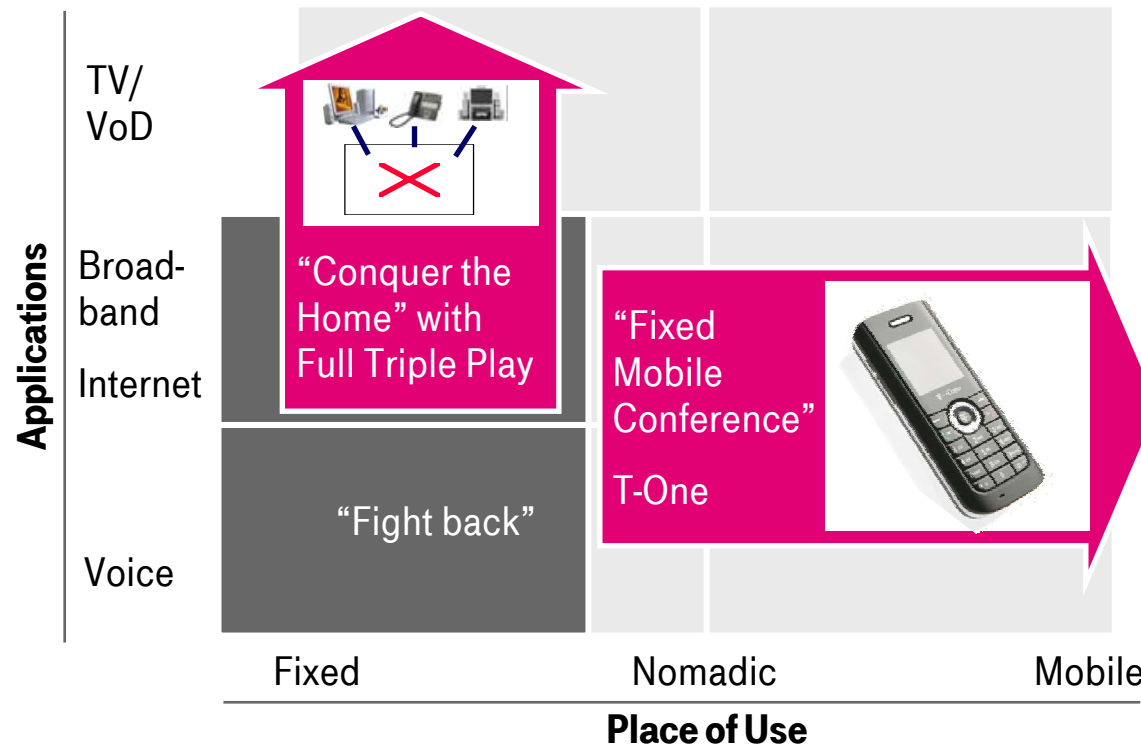 TV/
VoD
Broad-
band
Internet
Voice
Applications
“Conquer the
Home” with
Full Triple Play
“Fight back”
“Fixed
Mobile
Conference”
T-One
Fixed
Nomadic
Mobile
Place of Use